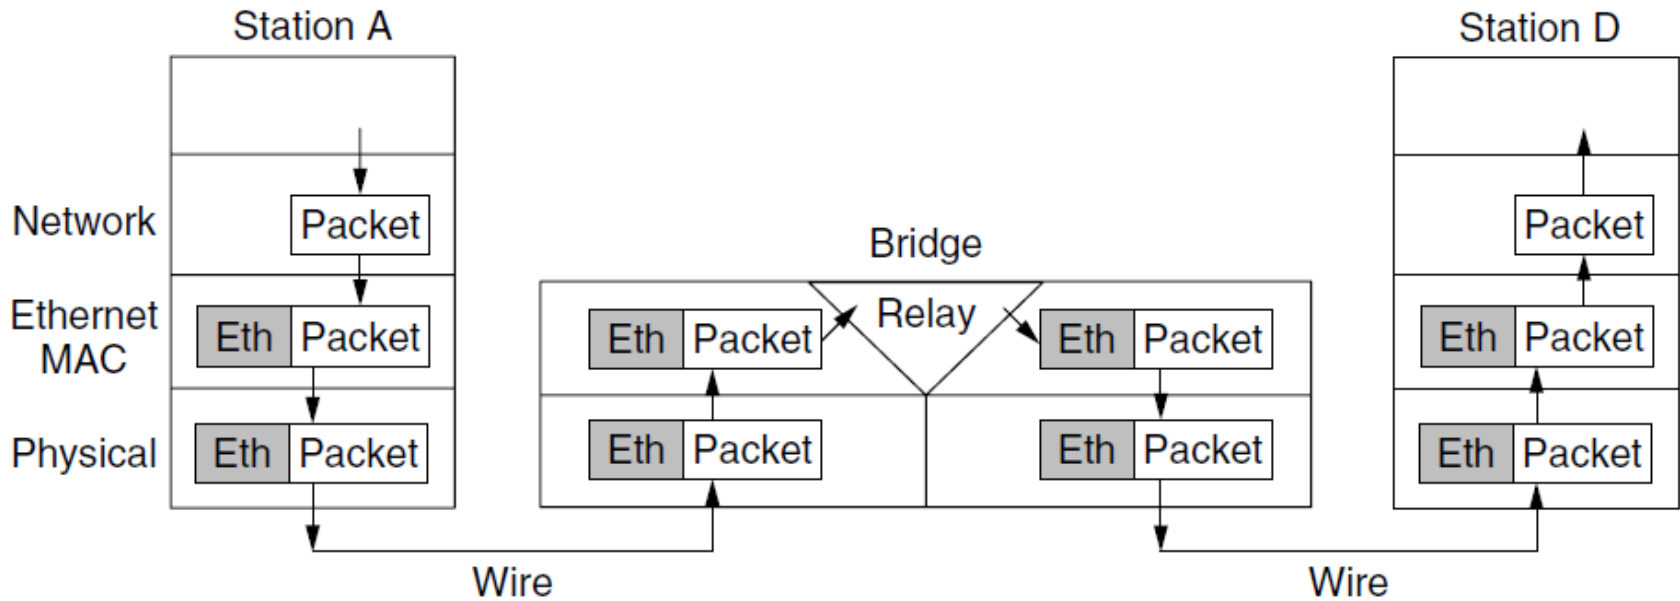 Station A
Station D
Network
Packet
Packet
Bridge
Ethernet
MAC
Eth Packet
Eth Packet
Relay
Eth Packet
Eth Packet
Physical
Eth Packet
Eth Packet
Eth Packet
Eth Packet
Wire
Wire